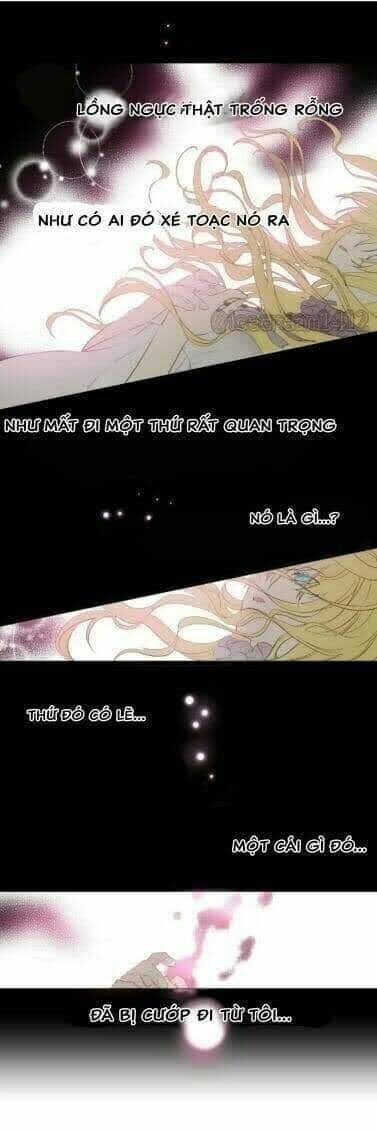 LỒNG NGỰC THẬT TRỐNG RỖNG
NHƯ CÓ AI ĐÓ XÉ TOẠC NÓ RA
NHƯ MẤT ĐI MỘT THỨ RẤT QUAN TRỌNG
NÓ LÀ GÌ...?
THỨ ĐÓ CÓ LẼ...
MỘT CÁI GÌ ĐÓ...
ĐÃ BỊ CƯỚP ĐI TỪ TÔI...